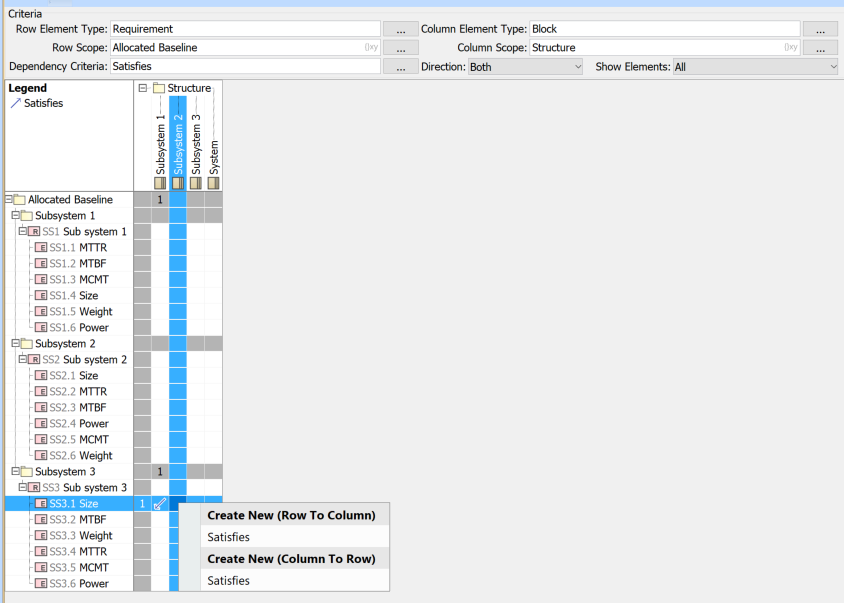 Criteria
Row Element Type: Requirement ... Column Element Type: Block ...
Row Scope: Allocated Baseline ... Column Scope: Structure ...
Dependency Criteria: Satisfies ... Direction: Both Show Elements: All
Legend
Satisfies
Structure
Subsystem 1
Subsystem 2
Subsystem 3
System
Allocated Baseline 1
Subsystem 1
R SS1 Sub system 1
E SS1.1 MTTR
E SS1.2 MTBF
E SS1.3 MCMT
E SS1.4 Size
E SS1.5 Weight
E SS1.6 Power
Subsystem 2
R SS2 Sub system 2
E SS2.1 Size
E SS2.2 MTTR
E SS2.3 MTBF
E SS2.4 Power
E SS2.5 MCMT
E SS2.6 Weight
Subsystem 3 1
R SS3 Sub system 3
E SS3.1 Size 1
E SS3.2 MTBF
E SS3.3 Weight
E SS3.4 MTTR
E SS3.5 MCMT
E SS3.6 Power
Create New (Row To Column)
Satisfies
Create New (Column To Row)
Satisfies